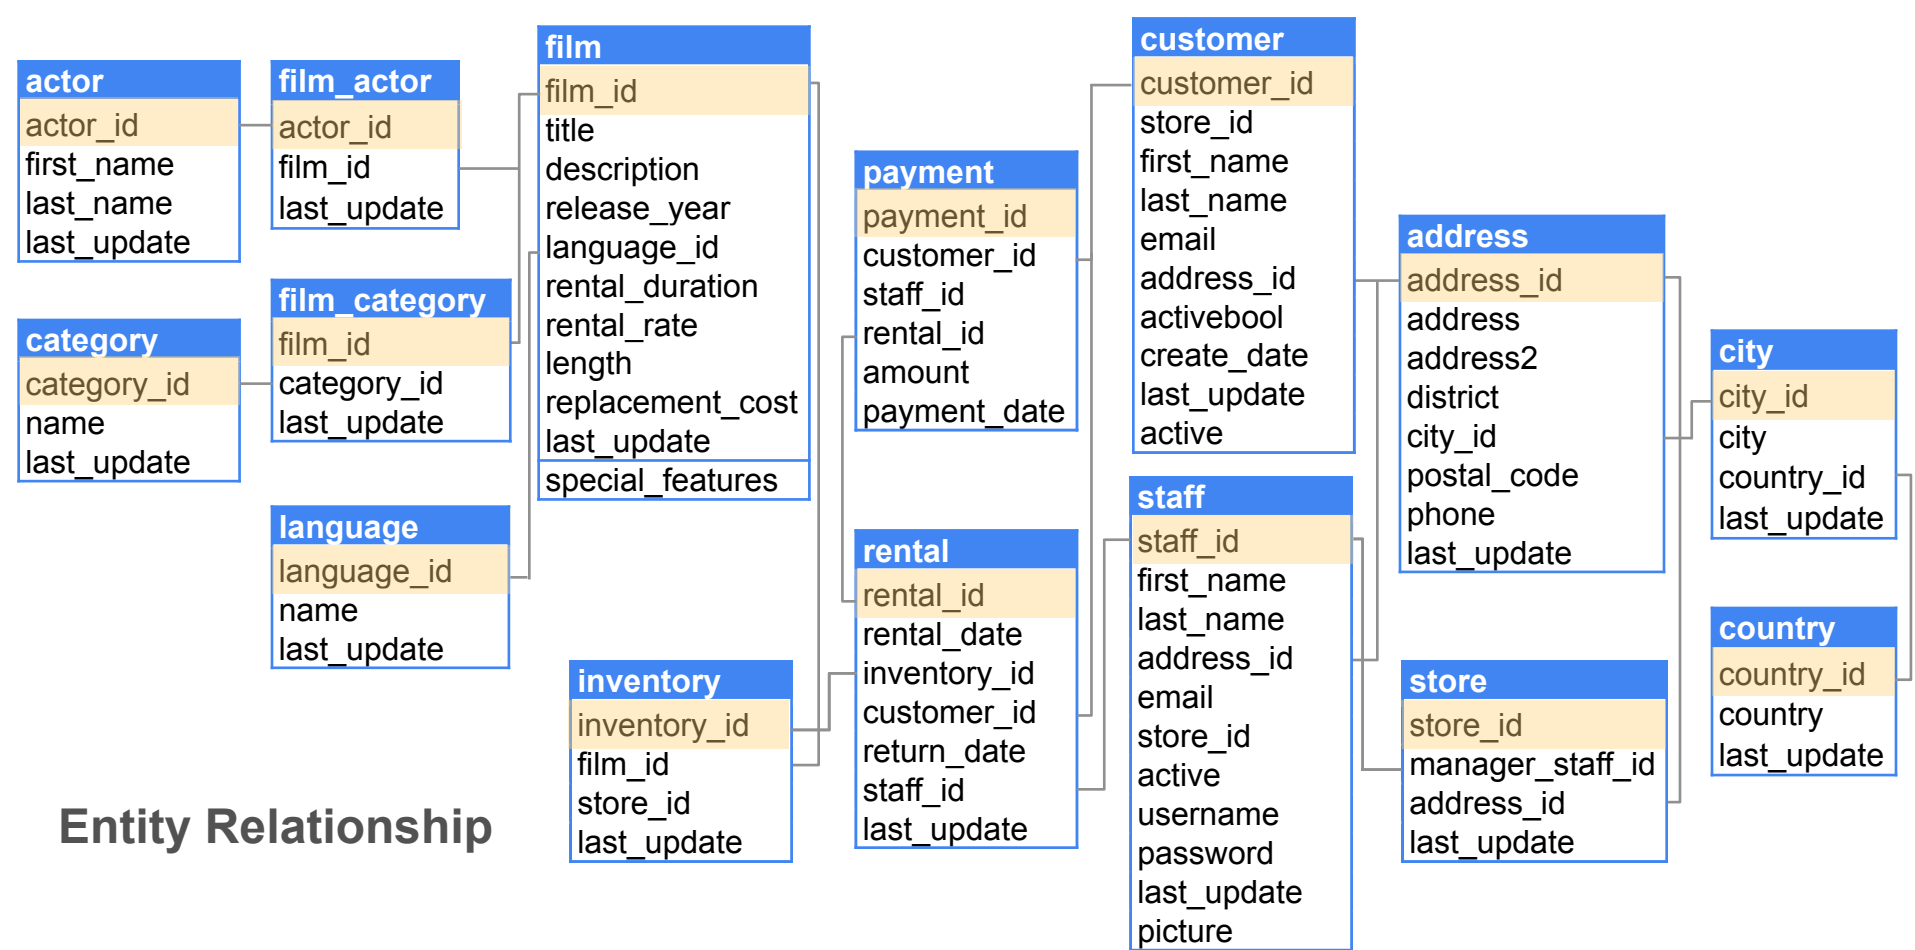 actor
actor_id
first_name
last_name
last_update
film_actor
actor_id
film_id
last_update
category
category_id
name
last_update
film_category
film_id
category_id
last_update
language
language_id
name
last_update
film
film_id
title
description
release_year
language_id
rental_duration
rental_rate
length
replacement_cost
last_update
special_features
inventory
inventory_id
film_id
store_id
last_update
payment
payment_id
customer_id
staff_id
rental_id
amount
payment_date
rental
rental_id
rental_date
inventory_id
customer_id
return_date
staff_id
last_update
customer
customer_id
store_id
first_name
last_name
email
address_id
activebool
create_date
last_update
active
staff
staff_id
first_name
last_name
address_id
email
store_id
active
username
password
last_update
picture
address
address_id
address
address2
district
city_id
postal_code
phone
last_update
store
store_id
manager_staff_id
address_id
last_update
city
city_id
city
country_id
last_update
country
country_id
country
last_update
Entity Relationship